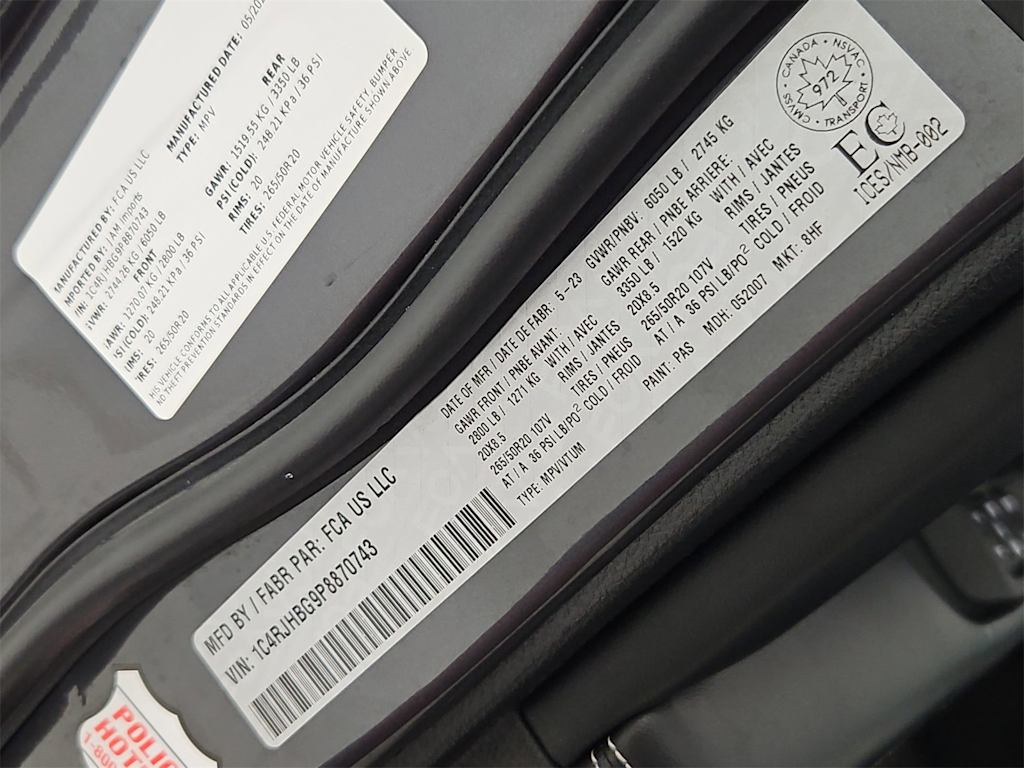 MANUFACTURED BY: FCA US LLC
IMPORTED BY: JAM Imports
1C4RJHBG9P8870743
GVWR: 2744.26 KG / 6050 LB
FRONT
GAWR: 1270.07 KG / 2800 LB
PSI(COLD): 248.21 KPa / 36 PSI
RIMS: 20
TIRES: 265/50R20
MANUFACTURED DATE: 05/20
TYPE: MPV
REAR
GAWR: 1519.55 KG / 3350 LB
PSI(COLD): 248.21 KPa / 36 PSI
RIMS: 20
TIRES: 265/50R20
HIS VEHICLE CONFORMS TO ALL APPLICABLE US FEDERAL MOTOR VEHICLE SAFETY, BUMPER
NO THEFT PREVENTION STANDARDS IN EFFECT ON THE DATE OF MANUFACTURE SHOWN ABOVE
MFD BY / FABR PAR: FCA US LLC
VIN: 1C4RJHBG9P8870743
DATE OF MFR / DATE DE FABR: 5-23
GVWR/PNBV: 6050 LB / 2745 KG
GAWR FRONT / PNBE AVANT:
2800 LB / 1271 KG WITH / AVEC
20X8.5 RIMS / JANTES
265/50R20 107V TIRES / PNEUS
AT / A 36 PSI LB/PO² COLD / FROID
GAWR REAR / PNBE ARRIERE:
3350 LB / 1520 KG WITH / AVEC
20X8.5 RIMS / JANTES
265/50R20 107V TIRES / PNEUS
AT / A 36 PSI LB/PO² COLD / FROID
TYPE: MPV/VTUM
PAINT: PAS
MDH: 052007
MKT: 8HF
CANADA NSVAC
972
CMVSS TRANSPORT
EC
ICES/NMB-002
POLIC
HOT
1-800